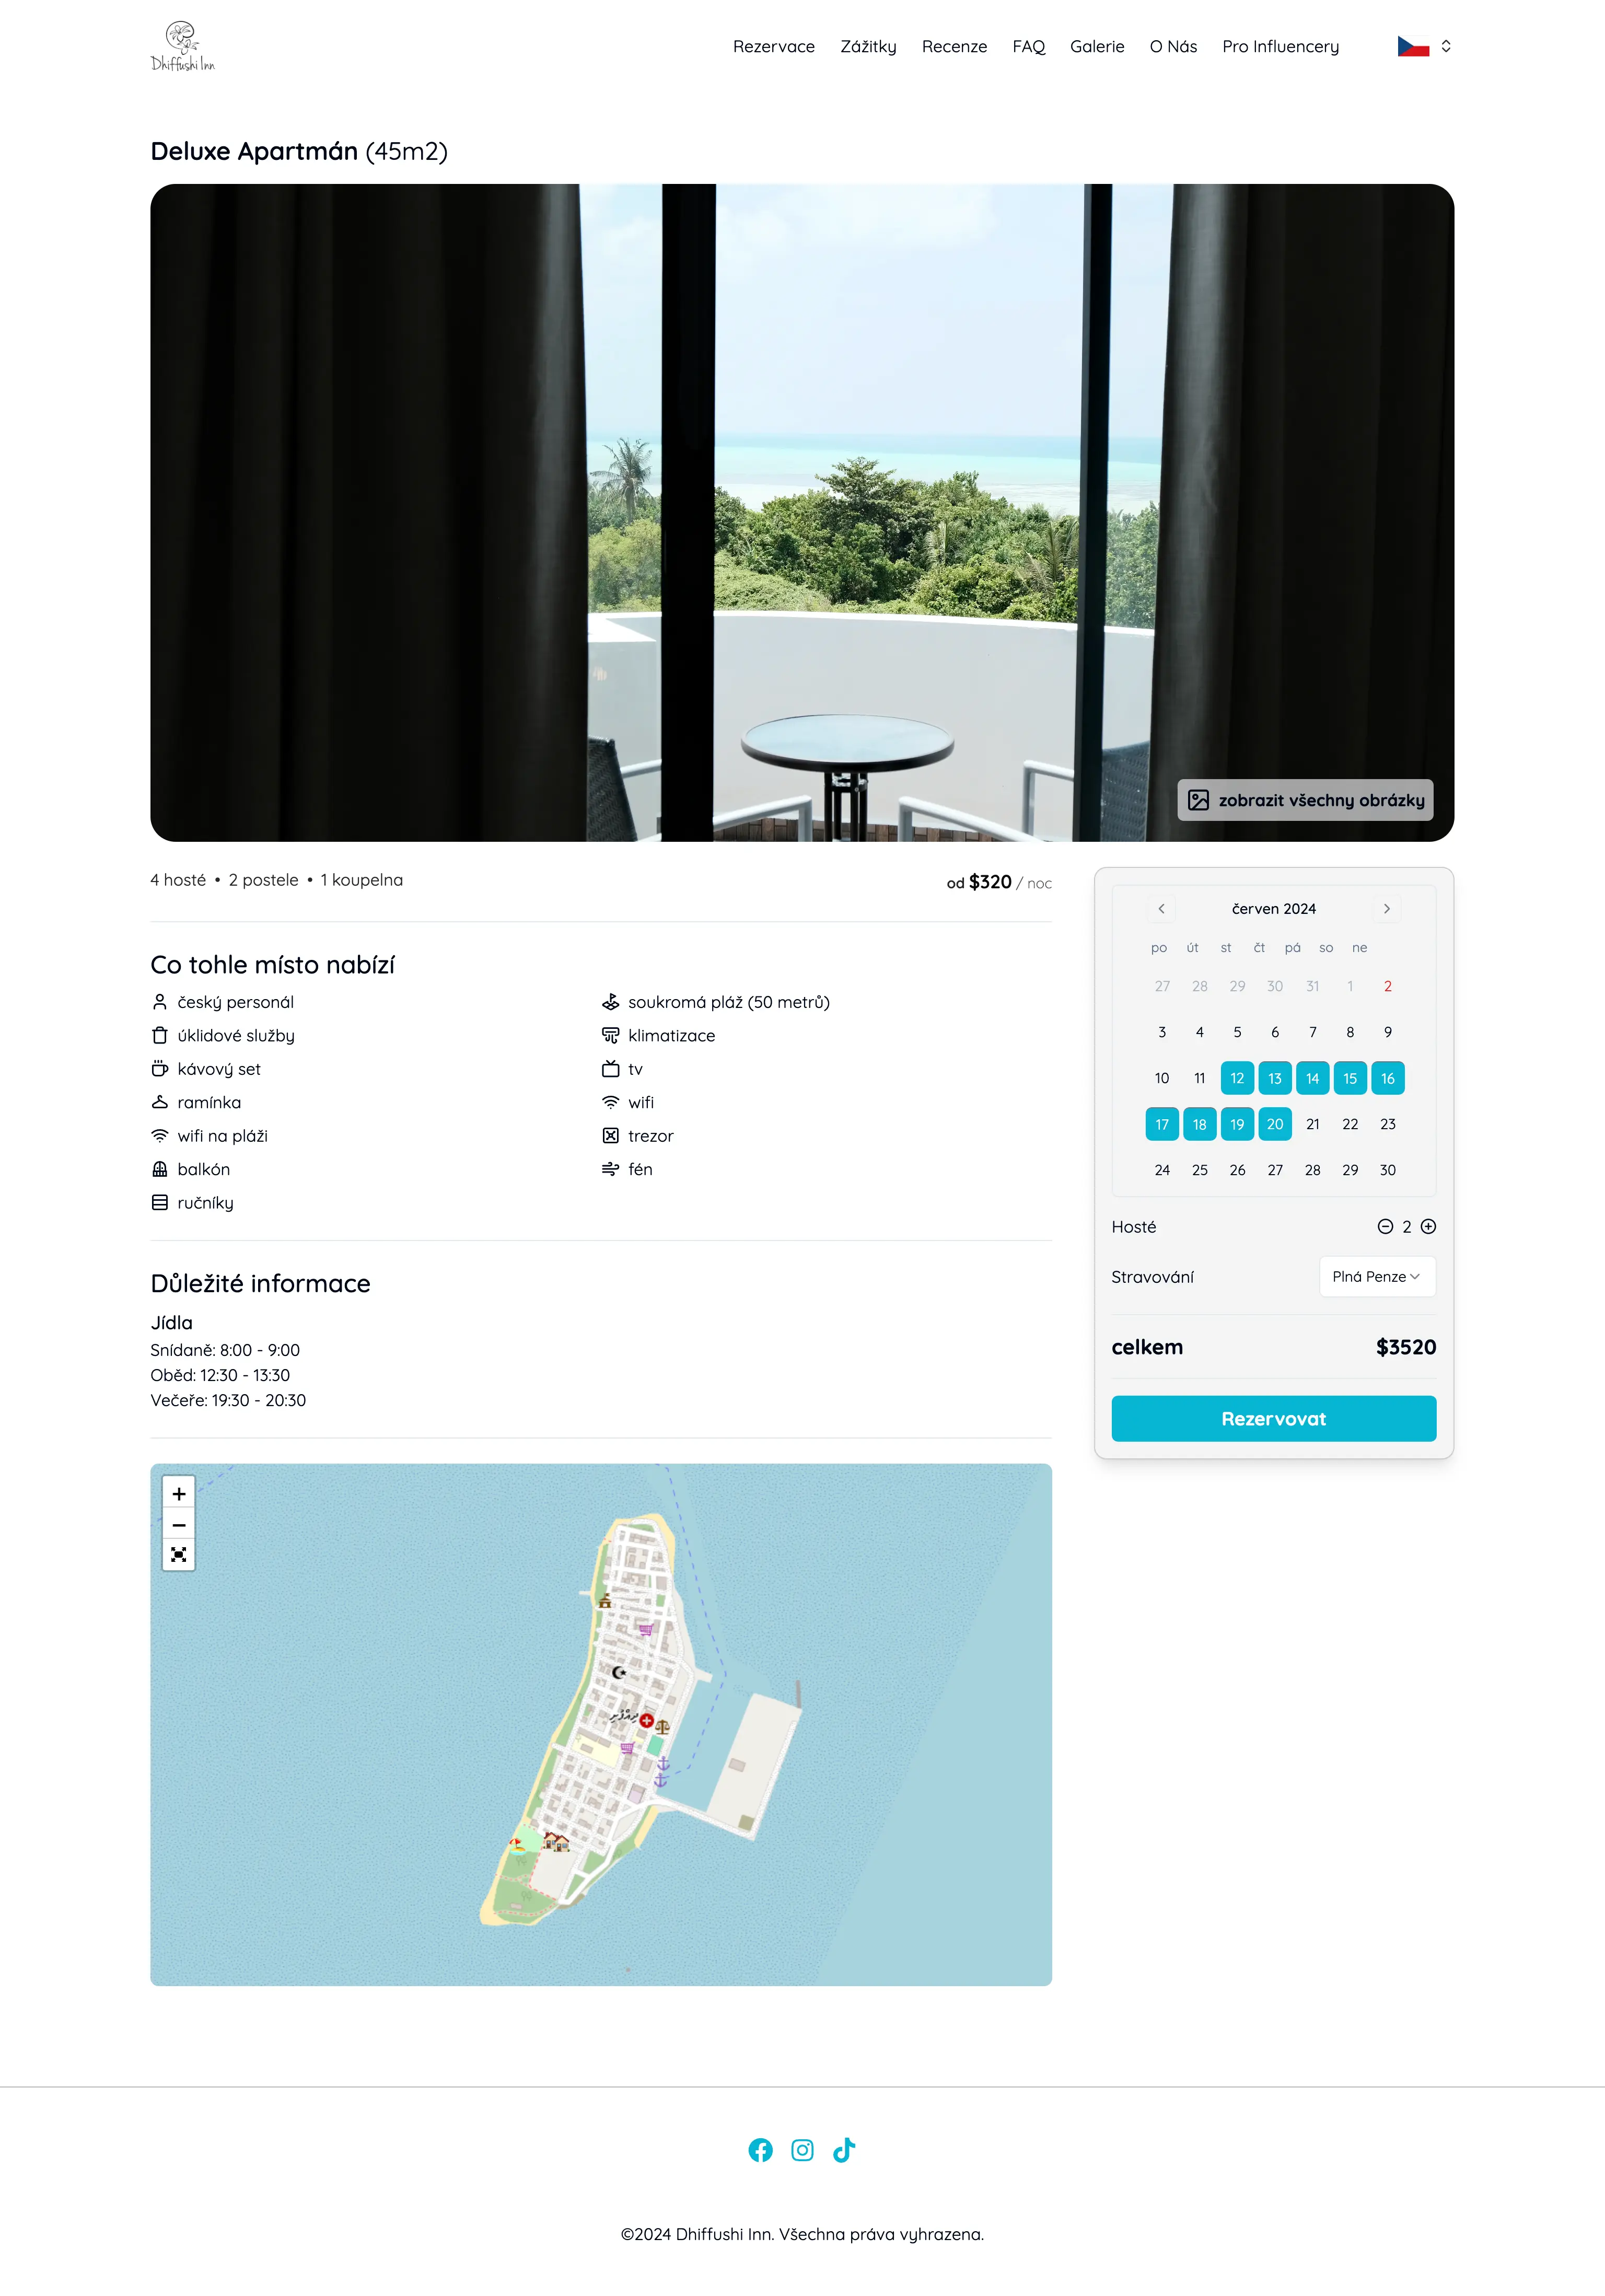 Dhiffushi Inn
Rezervace Zážitky Recenze FAQ Galerie O Nás Pro Influencery
Deluxe Apartmán (45m2)
zobrazit všechny obrázky
4 hosté • 2 postele • 1 koupelna
od $320 / noc
Co tohle místo nabízí
český personál
soukromá pláž (50 metrů)
úklidové služby
klimatizace
kávový set
tv
ramínka
wifi
wifi na pláži
trezor
balkón
fén
ručníky
Důležité informace
Jídla
Snídaně: 8:00 - 9:00
Oběd: 12:30 - 13:30
Večeře: 19:30 - 20:30
červen 2024
po út st čt pá so ne
27 28 29 30 31 1 2
3 4 5 6 7 8 9
10 11 12 13 14 15 16
17 18 19 20 21 22 23
24 25 26 27 28 29 30
Hosté 2
Stravování Plná Penze
celkem $3520
Rezervovat
+
−
ދިއްފުށި
©2024 Dhiffushi Inn. Všechna práva vyhrazena.